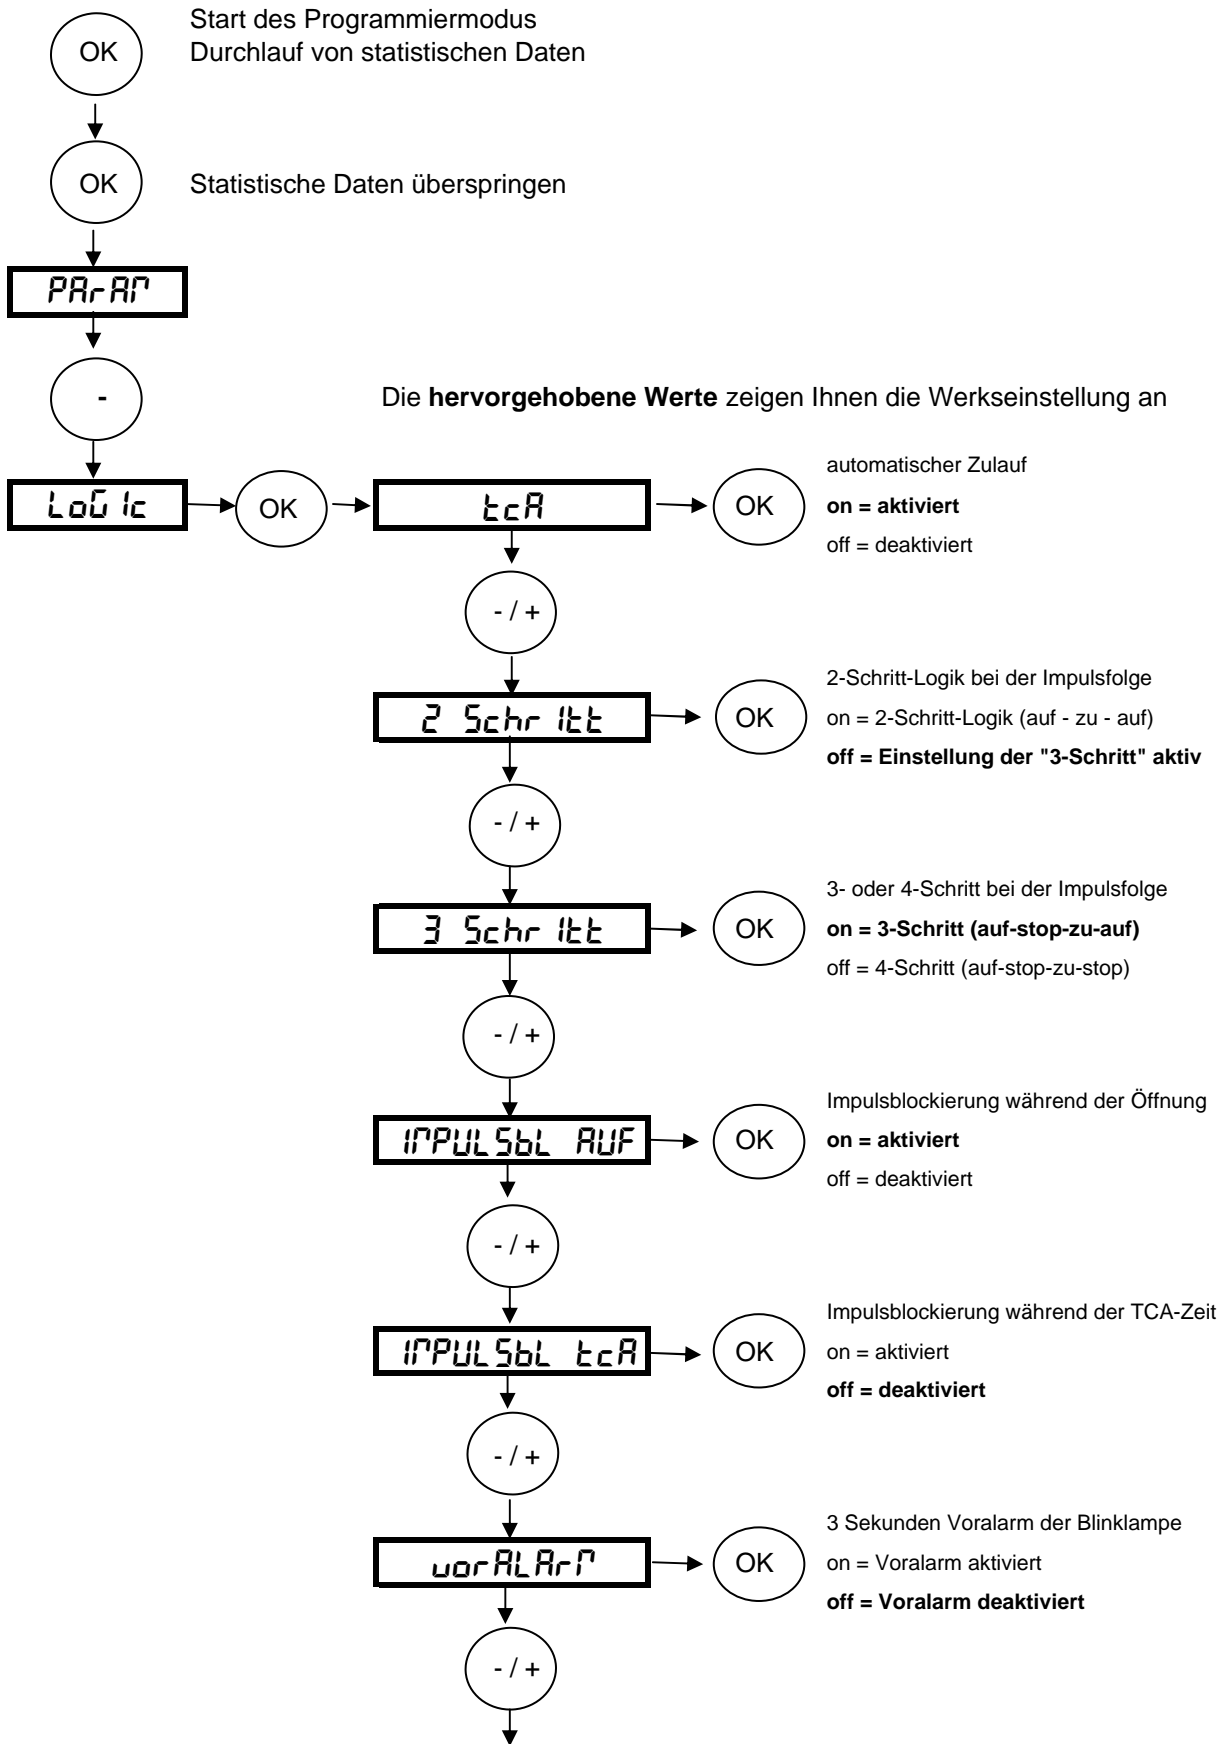 OK
Start des Programmiermodus
Durchlauf von statistischen Daten
OK
Statistische Daten überspringen
PArAM
-
Die hervorgehobene Werte zeigen Ihnen die Werkseinstellung an
LoGIc
OK
tcA
OK
automatischer Zulauf
on = aktiviert
off = deaktiviert
- / +
2 SchrItt
OK
2-Schritt-Logik bei der Impulsfolge
on = 2-Schritt-Logik (auf - zu - auf)
off = Einstellung der "3-Schritt" aktiv
- / +
3 SchrItt
OK
3- oder 4-Schritt bei der Impulsfolge
on = 3-Schritt (auf-stop-zu-auf)
off = 4-Schritt (auf-stop-zu-stop)
- / +
IMPULSbL AUF
OK
Impulsblockierung während der Öffnung
on = aktiviert
off = deaktiviert
- / +
IMPULSbL tcA
OK
Impulsblockierung während der TCA-Zeit
on = aktiviert
off = deaktiviert
- / +
vorALArM
OK
3 Sekunden Voralarm der Blinklampe
on = Voralarm aktiviert
off = Voralarm deaktiviert
- / +